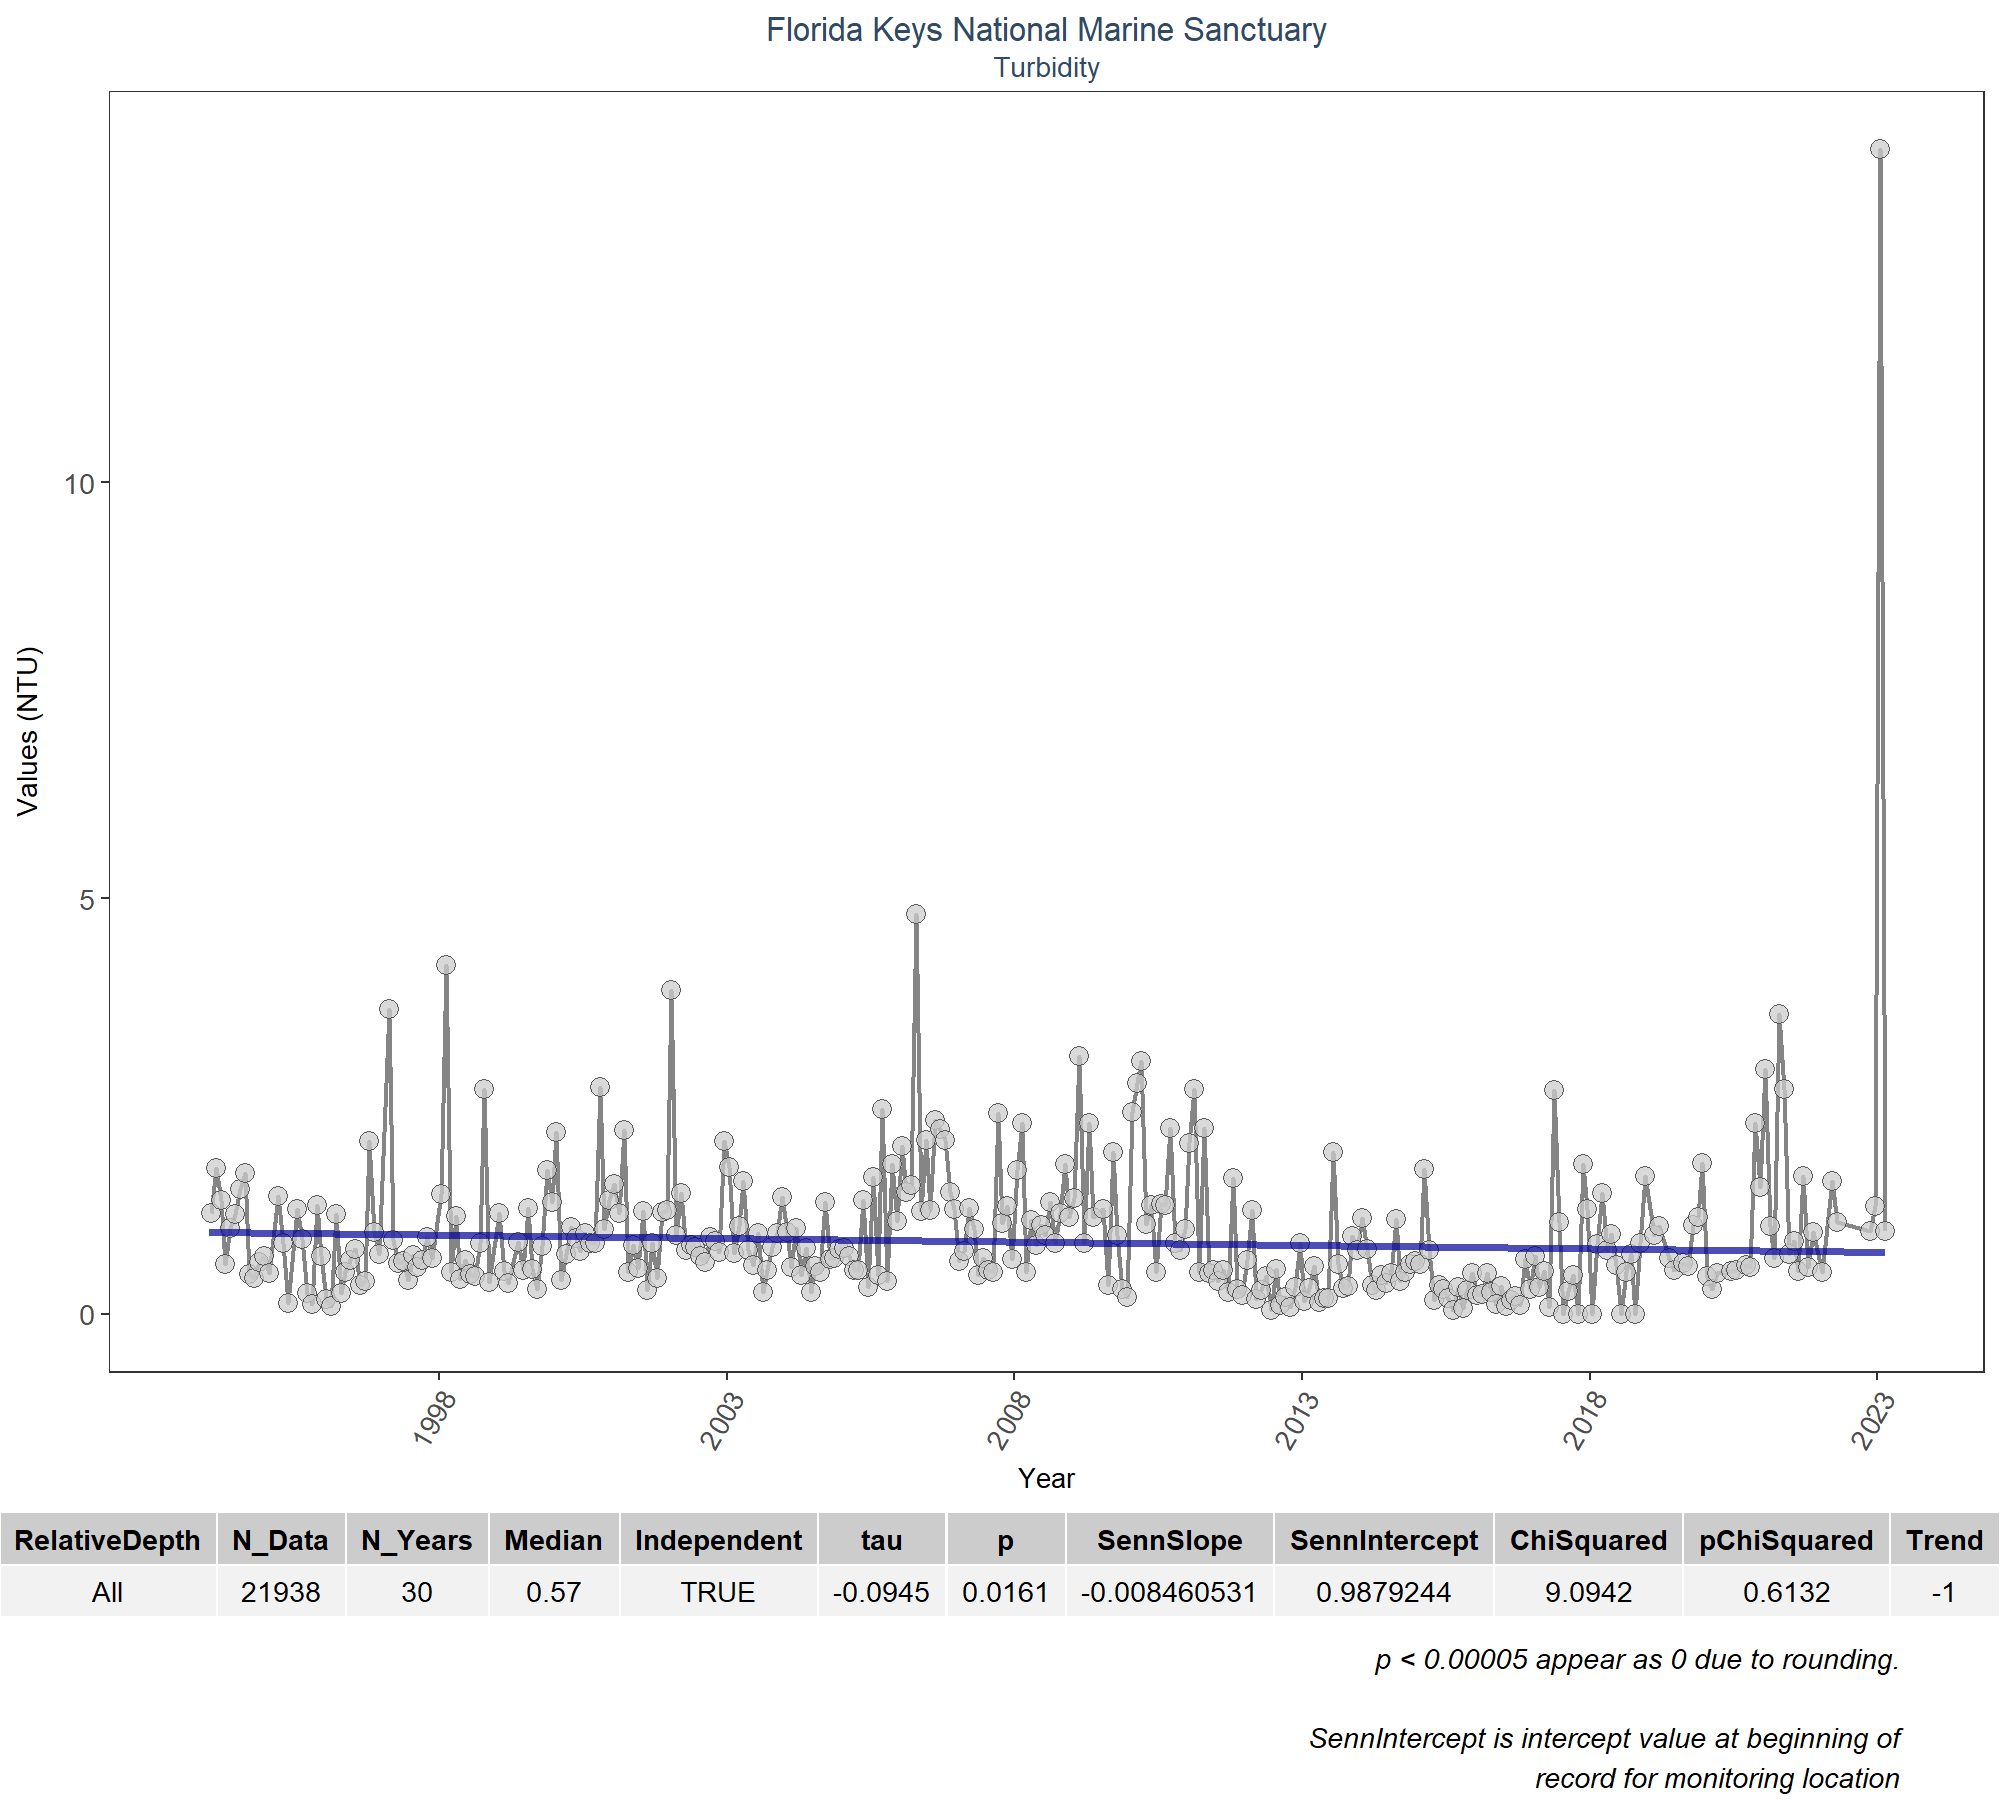 Florida Keys National Marine Sanctuary
Turbidity
Values (NTU)
10
5
0
1998 2003 2008 2013 2018 2023
Year
RelativeDepth N_Data N_Years Median Independent tau p SennSlope SennIntercept ChiSquared pChiSquared Trend
All 21938 30 0.57 TRUE -0.0945 0.0161 -0.008460531 0.9879244 9.0942 0.6132 -1
p < 0.00005 appear as 0 due to rounding.
SennIntercept is intercept value at beginning of
record for monitoring location